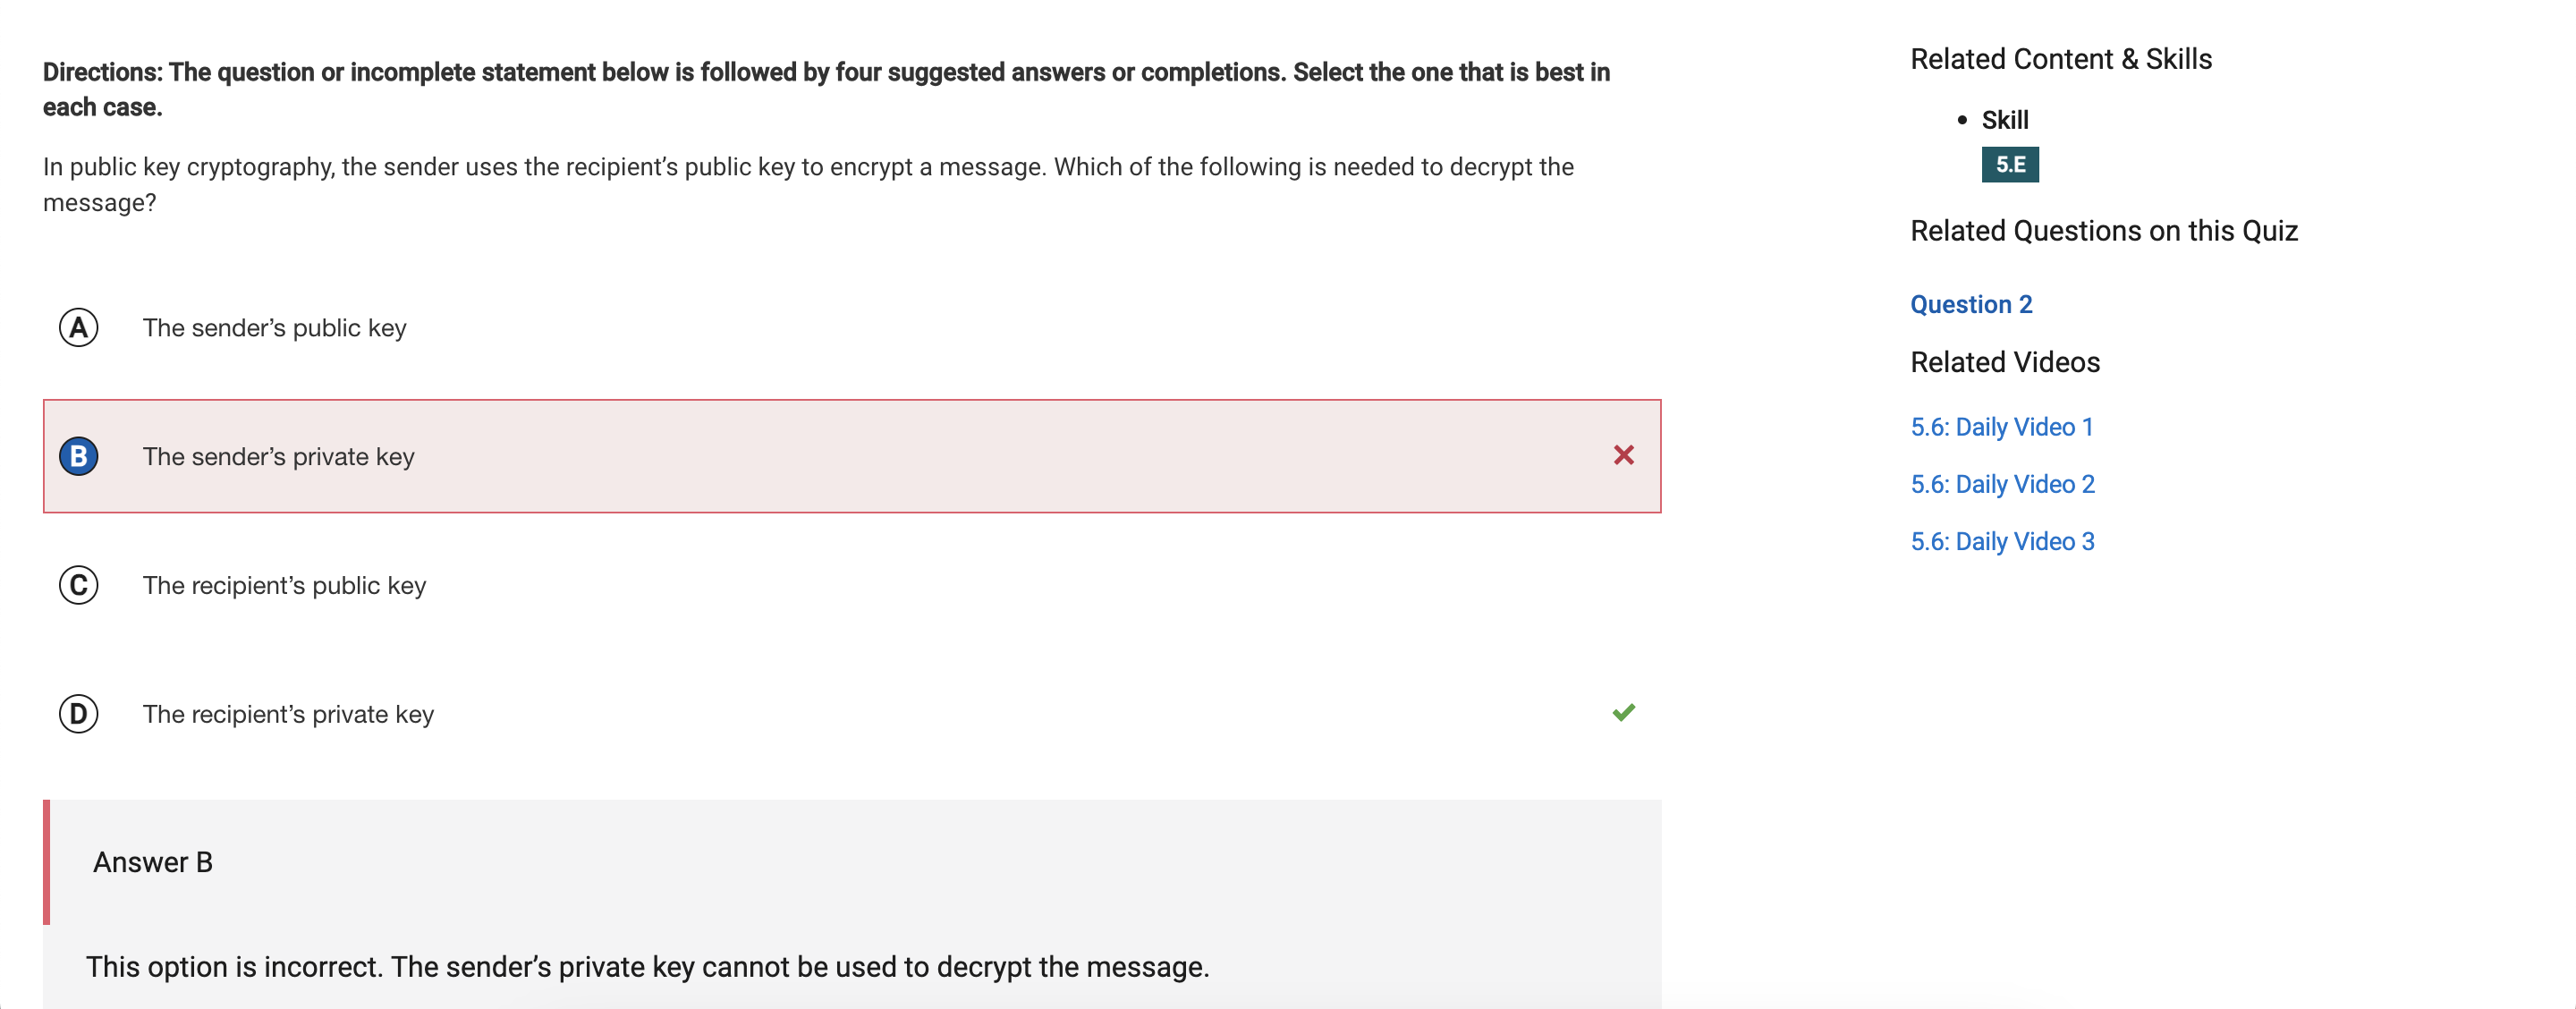 Directions: The question or incomplete statement below is followed by four suggested answers or completions. Select the one that is best in
each case.
In public key cryptography, the sender uses the recipient’s public key to encrypt a message. Which of the following is needed to decrypt the
message?
A The sender’s public key
B The sender’s private key
C The recipient’s public key
D The recipient’s private key
Answer B
This option is incorrect. The sender’s private key cannot be used to decrypt the message.
Related Content & Skills
• Skill
5.E
Related Questions on this Quiz
Question 2
Related Videos
5.6: Daily Video 1
5.6: Daily Video 2
5.6: Daily Video 3